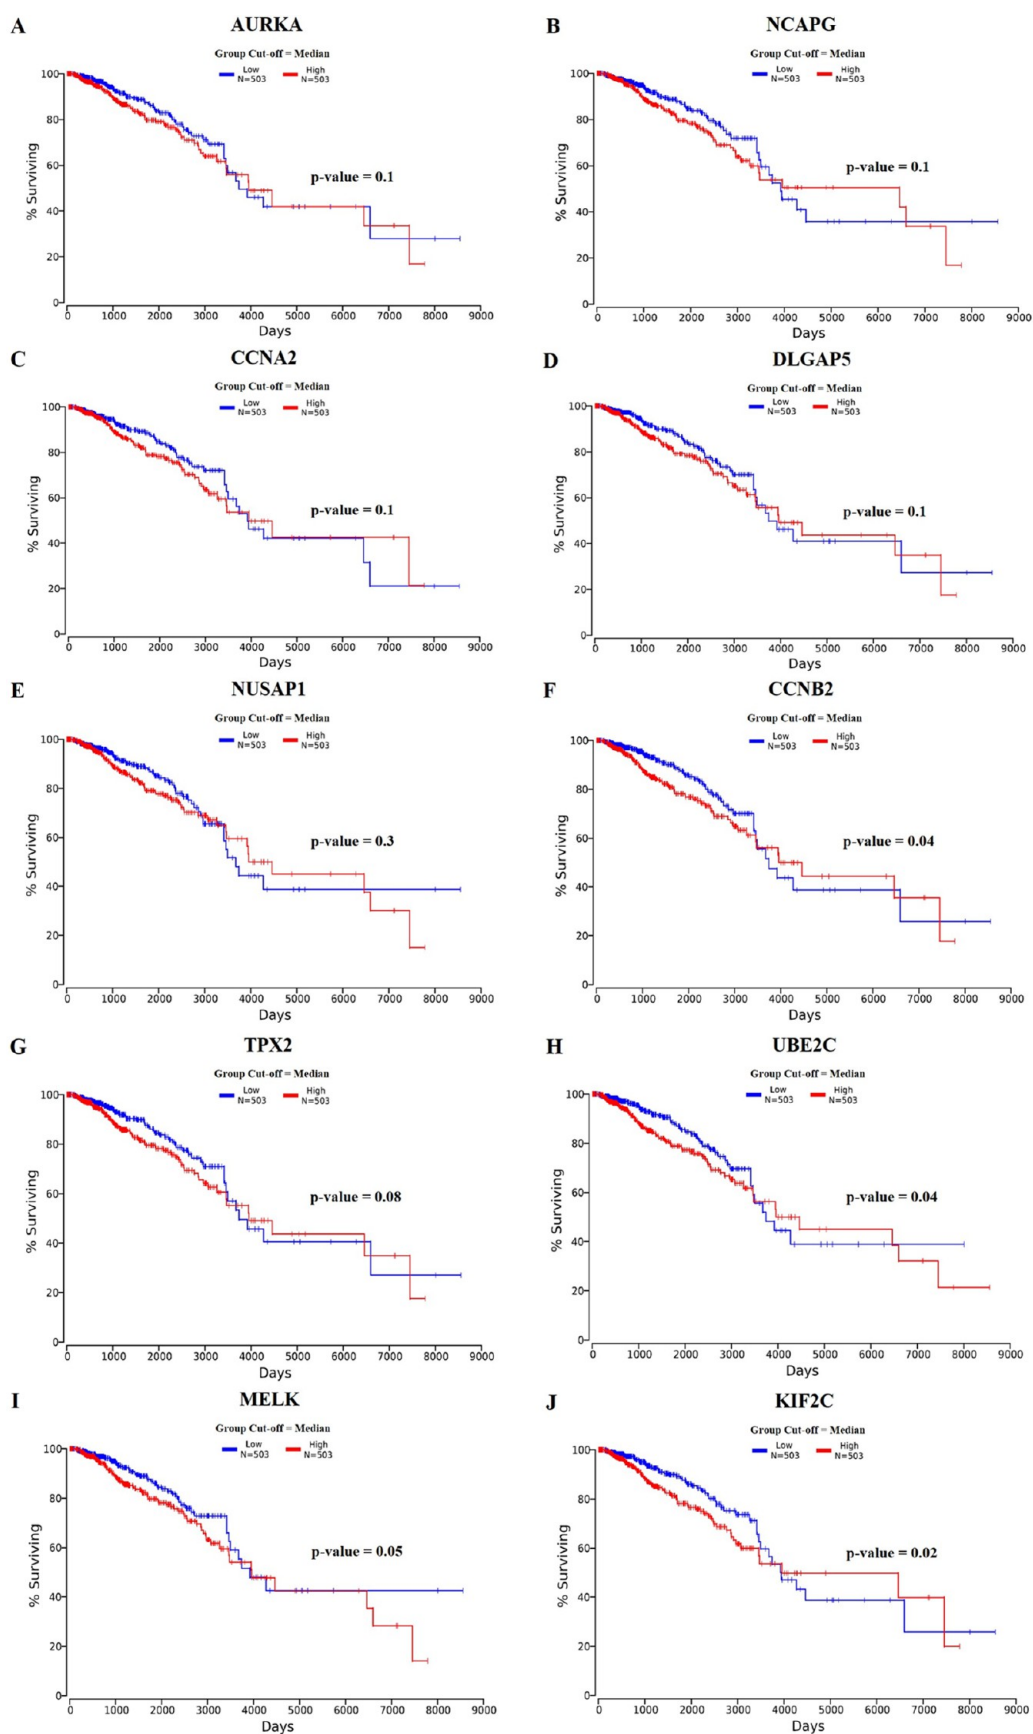 A
AURKA
Group Cut-off = Median
Low
N=503
High
N=503
100
80
60
40
20
0
% Surviving
p-value = 0.1
0 1000 2000 3000 4000 5000 6000 7000 8000 9000
Days
B
NCAPG
Group Cut-off = Median
Low
N=503
High
N=503
100
80
60
40
20
0
% Surviving
p-value = 0.1
0 1000 2000 3000 4000 5000 6000 7000 8000 9000
Days
C
CCNA2
Group Cut-off = Median
Low
N=503
High
N=503
100
80
60
40
20
0
% Surviving
p-value = 0.1
0 1000 2000 3000 4000 5000 6000 7000 8000 9000
Days
D
DLGAP5
Group Cut-off = Median
Low
N=503
High
N=503
100
80
60
40
20
0
% Surviving
p-value = 0.1
0 1000 2000 3000 4000 5000 6000 7000 8000 9000
Days
E
NUSAP1
Group Cut-off = Median
Low
N=503
High
N=503
100
80
60
40
20
0
% Surviving
p-value = 0.3
0 1000 2000 3000 4000 5000 6000 7000 8000 9000
Days
F
CCNB2
Group Cut-off = Median
Low
N=503
High
N=503
100
80
60
40
20
0
% Surviving
p-value = 0.04
0 1000 2000 3000 4000 5000 6000 7000 8000 9000
Days
G
TPX2
Group Cut-off = Median
Low
N=503
High
N=503
100
80
60
40
20
0
% Surviving
p-value = 0.08
0 1000 2000 3000 4000 5000 6000 7000 8000 9000
Days
H
UBE2C
Group Cut-off = Median
Low
N=503
High
N=503
100
80
60
40
20
0
% Surviving
p-value = 0.04
0 1000 2000 3000 4000 5000 6000 7000 8000 9000
Days
I
MELK
Group Cut-off = Median
Low
N=503
High
N=503
100
80
60
40
20
0
% Surviving
p-value = 0.05
0 1000 2000 3000 4000 5000 6000 7000 8000 9000
Days
J
KIF2C
Group Cut-off = Median
Low
N=503
High
N=503
100
80
60
40
20
0
% Surviving
p-value = 0.02
0 1000 2000 3000 4000 5000 6000 7000 8000 9000
Days